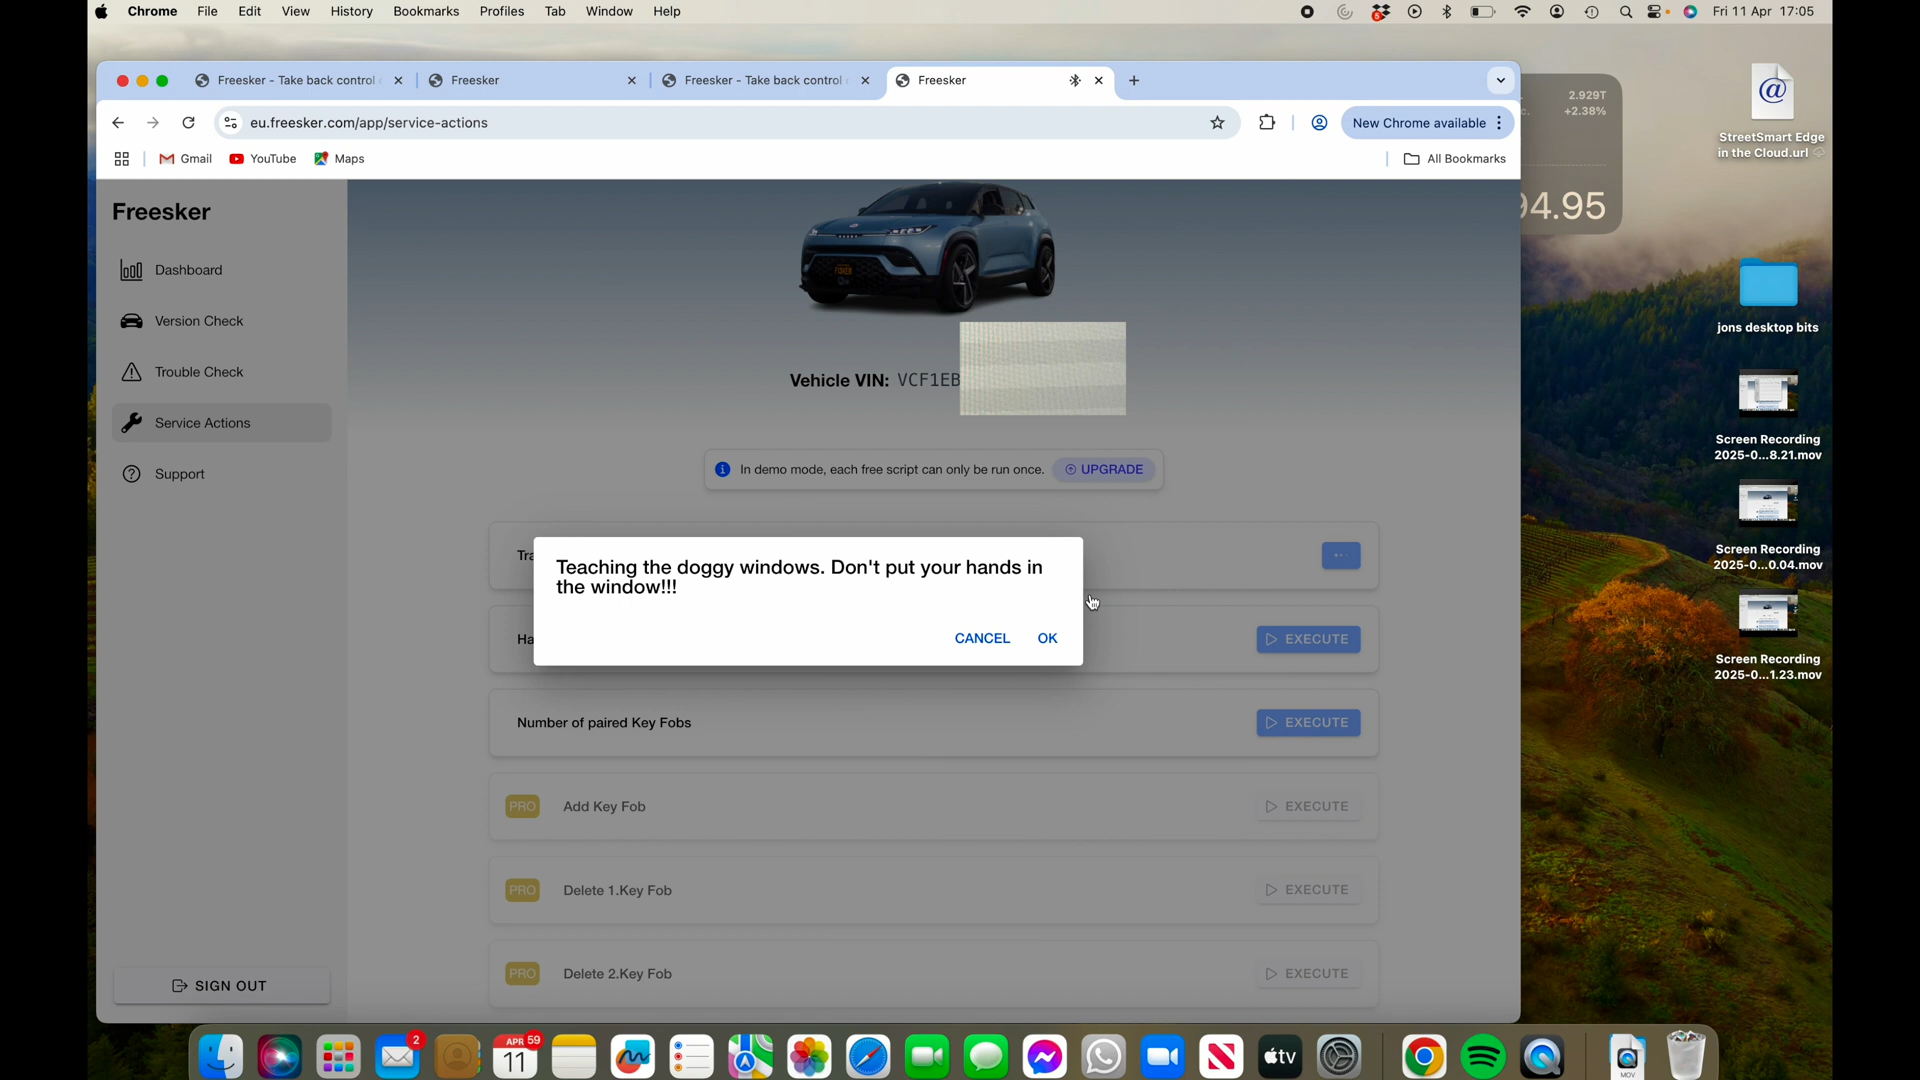 Chrome File Edit View History Bookmarks Profiles Tab Window Help
5
Fri 11 Apr 17:05
Freesker - Take back control
Freesker
Freesker - Take back control
Freesker
eu.freesker.com/app/service-actions
New Chrome available
Gmail
YouTube
Maps
All Bookmarks
Freesker
Dashboard
Version Check
Trouble Check
Service Actions
Support
SIGN OUT
Vehicle VIN: VCF1EB
In demo mode, each free script can only be run once.
UPGRADE
Teaching the doggy windows. Don't put your hands in
the window!!!
CANCEL OK
EXECUTE
Number of paired Key Fobs
EXECUTE
PRO Add Key Fob
EXECUTE
PRO Delete 1.Key Fob
EXECUTE
PRO Delete 2.Key Fob
EXECUTE
2.929T
+2.38%
94.95
@
StreetSmart Edge
in the Cloud.url
jons desktop bits
Screen Recording
2025-0...8.21.mov
Screen Recording
2025-0...0.04.mov
Screen Recording
2025-0...1.23.mov
2
APR 59
11
tv
MOV